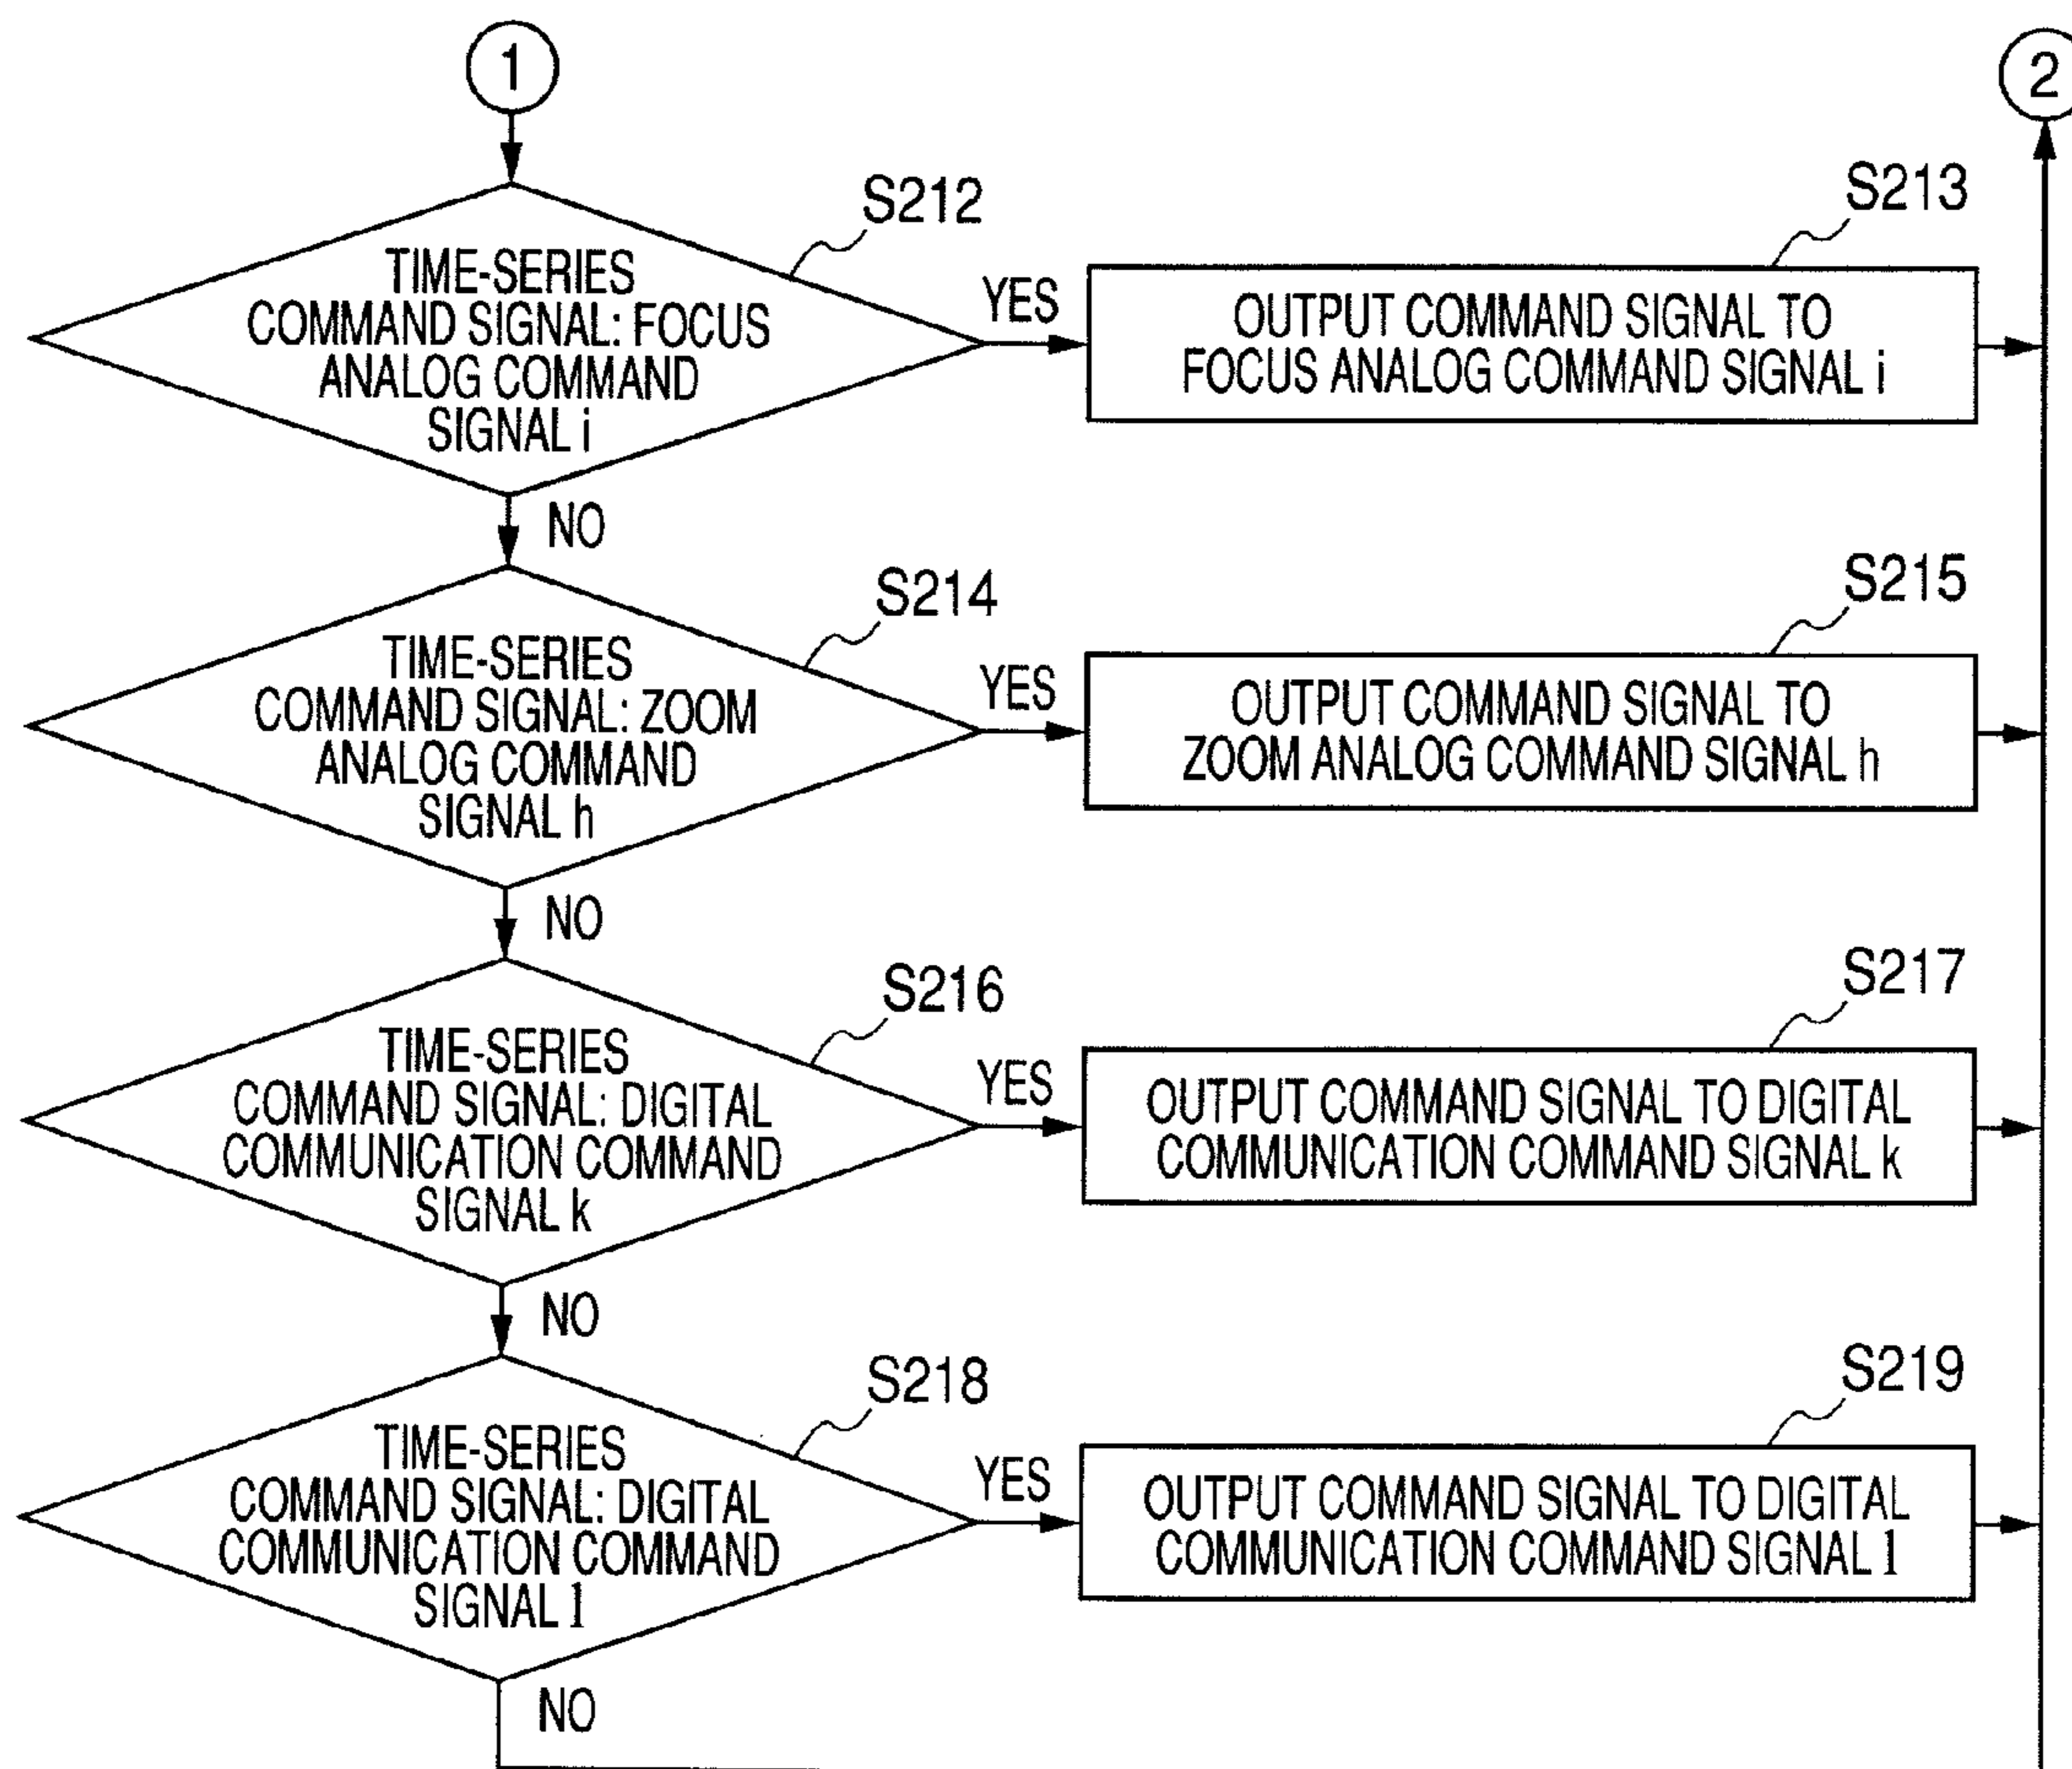 1
2
S212
S213
TIME-SERIES
COMMAND SIGNAL: FOCUS
ANALOG COMMAND
SIGNAL i
YES
OUTPUT COMMAND SIGNAL TO
FOCUS ANALOG COMMAND SIGNAL i
NO
S214
S215
TIME-SERIES
COMMAND SIGNAL: ZOOM
ANALOG COMMAND
SIGNAL h
YES
OUTPUT COMMAND SIGNAL TO
ZOOM ANALOG COMMAND SIGNAL h
NO
S216
S217
TIME-SERIES
COMMAND SIGNAL: DIGITAL
COMMUNICATION COMMAND
SIGNAL k
YES
OUTPUT COMMAND SIGNAL TO DIGITAL
COMMUNICATION COMMAND SIGNAL k
NO
S218
S219
TIME-SERIES
COMMAND SIGNAL: DIGITAL
COMMUNICATION COMMAND
SIGNAL l
YES
OUTPUT COMMAND SIGNAL TO DIGITAL
COMMUNICATION COMMAND SIGNAL l
NO